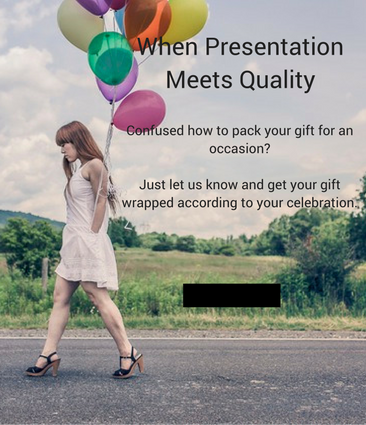 When Presentation
Meets Quality
Confused how to pack your gift for an
occasion?
Just let us know and get your gift
wrapped according to your celebration.